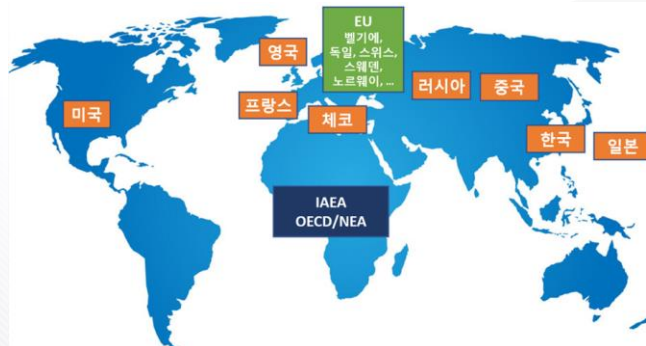 EU
벨기에,
독일, 스위스,
스웨덴,
노르웨이, ...
영국
러시아
중국
미국
프랑스
체코
한국
일본
IAEA
OECD/NEA